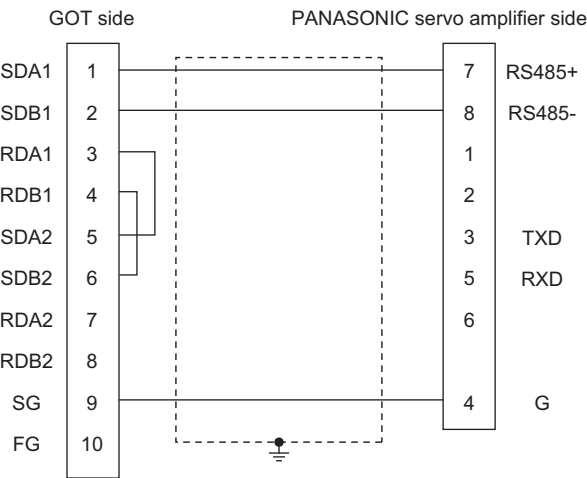 GOT side PANASONIC servo amplifier side
SDA1 1 7 RS485+
SDB1 2 8 RS485-
RDA1 3 1
RDB1 4 2
SDA2 5 3 TXD
SDB2 6 5 RXD
RDA2 7 6
RDB2 8
SG 9 4 G
FG 10